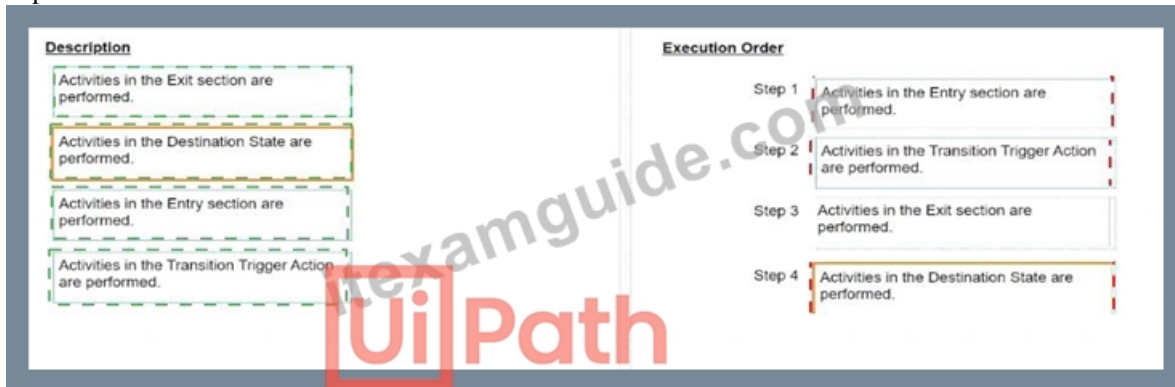 Description
Activities in the Exit section are
performed.
Activities in the Destination State are
performed.
Activities in the Entry section are
performed.
Activities in the Transition Trigger Action
are performed.
Execution Order
Step 1
Activities in the Entry section are
performed.
Step 2
Activities in the Transition Trigger Action
are performed.
Step 3
Activities in the Exit section are
performed.
Step 4
Activities in the Destination State are
performed.
itexamguide.com
UiPath